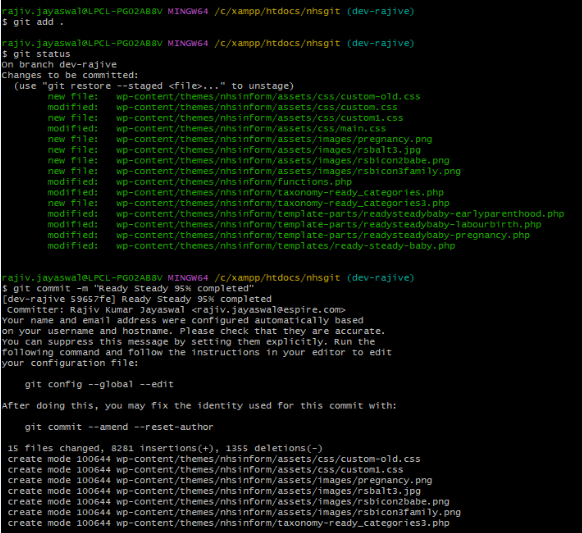 rajiv.jayaswal@LPCL-PG02AB8V MINGW64 /c/xampp/htdocs/nhsgit (dev-rajive)
$ git add .
rajiv.jayaswal@LPCL-PG02AB8V MINGW64 /c/xampp/htdocs/nhsgit (dev-rajive)
$ git status
On branch dev-rajive
Changes to be committed:
  (use "git restore --staged <file>..." to unstage)
        new file:   wp-content/themes/nhsinform/assets/css/custom-old.css
        modified:   wp-content/themes/nhsinform/assets/css/custom.css
        new file:   wp-content/themes/nhsinform/assets/css/custom1.css
        modified:   wp-content/themes/nhsinform/assets/css/main.css
        new file:   wp-content/themes/nhsinform/assets/images/pregnancy.png
        new file:   wp-content/themes/nhsinform/assets/images/rsbalt3.jpg
        new file:   wp-content/themes/nhsinform/assets/images/rsbicon2babe.png
        new file:   wp-content/themes/nhsinform/assets/images/rsbicon3family.png
        modified:   wp-content/themes/nhsinform/functions.php
        modified:   wp-content/themes/nhsinform/taxonomy-ready_categories.php
        new file:   wp-content/themes/nhsinform/taxonomy-ready_categories3.php
        modified:   wp-content/themes/nhsinform/template-parts/readysteadybaby-earlyparenthood.php
        modified:   wp-content/themes/nhsinform/template-parts/readysteadybaby-labourbirth.php
        modified:   wp-content/themes/nhsinform/template-parts/readysteadybaby-pregnancy.php
        modified:   wp-content/themes/nhsinform/templates/ready-steady-baby.php
rajiv.jayaswal@LPCL-PG02AB8V MINGW64 /c/xampp/htdocs/nhsgit (dev-rajive)
$ git commit -m "Ready Steady 95% completed"
[dev-rajive 59657fe] Ready Steady 95% completed
 Committer: Rajiv Kumar Jayaswal <rajiv.jayaswal@espire.com>
Your name and email address were configured automatically based
on your username and hostname. Please check that they are accurate.
You can suppress this message by setting them explicitly. Run the
following command and follow the instructions in your editor to edit
your configuration file:
    git config --global --edit
After doing this, you may fix the identity used for this commit with:
    git commit --amend --reset-author
 15 files changed, 8281 insertions(+), 1355 deletions(-)
 create mode 100644 wp-content/themes/nhsinform/assets/css/custom-old.css
 create mode 100644 wp-content/themes/nhsinform/assets/css/custom1.css
 create mode 100644 wp-content/themes/nhsinform/assets/images/pregnancy.png
 create mode 100644 wp-content/themes/nhsinform/assets/images/rsbalt3.jpg
 create mode 100644 wp-content/themes/nhsinform/assets/images/rsbicon2babe.png
 create mode 100644 wp-content/themes/nhsinform/assets/images/rsbicon3family.png
 create mode 100644 wp-content/themes/nhsinform/taxonomy-ready_categories3.php